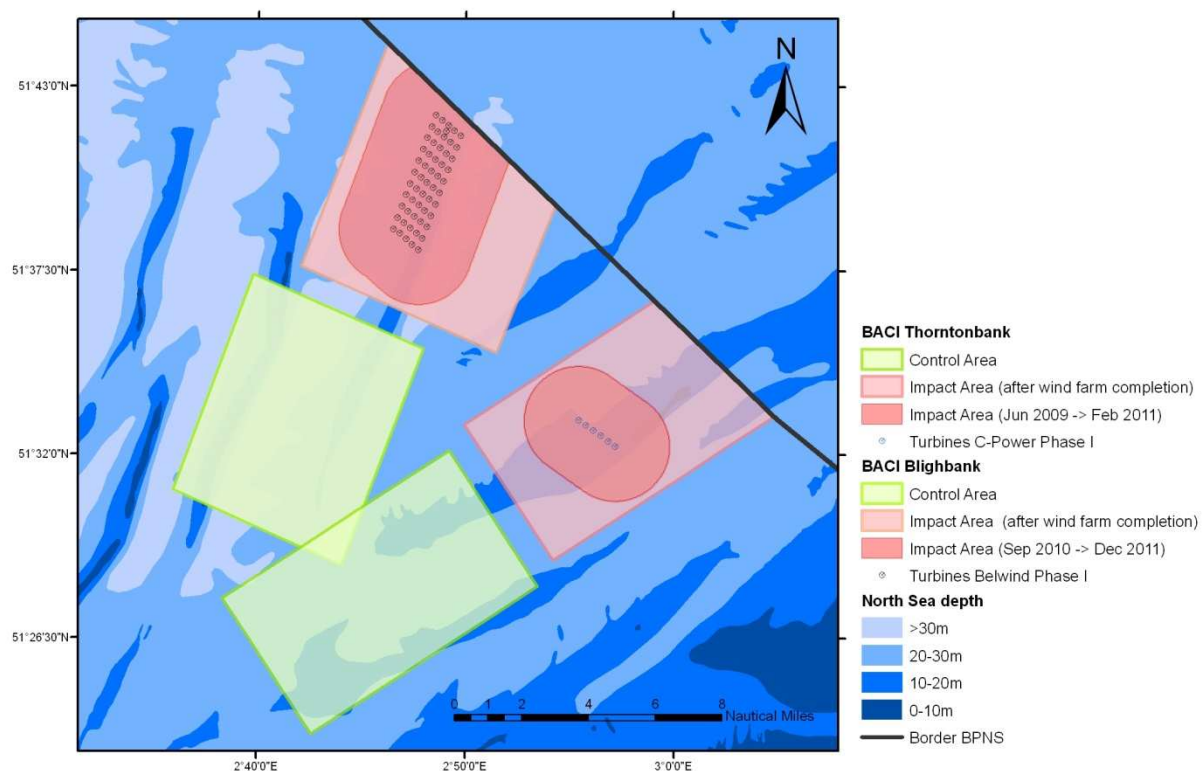 N
51°43'0"N
51°37'30"N
51°32'0"N
51°26'30"N
2°40'0"E
2°50'0"E
3°0'0"E
0 1 2 4 6 8
Nautical Miles
BACI Thorntonbank
Control Area
Impact Area (after wind farm completion)
Impact Area (Jun 2009 -> Feb 2011)
Turbines C-Power Phase I
BACI Blighbank
Control Area
Impact Area (after wind farm completion)
Impact Area (Sep 2010 -> Dec 2011)
Turbines Belwind Phase I
North Sea depth
>30m
20-30m
10-20m
0-10m
Border BPNS